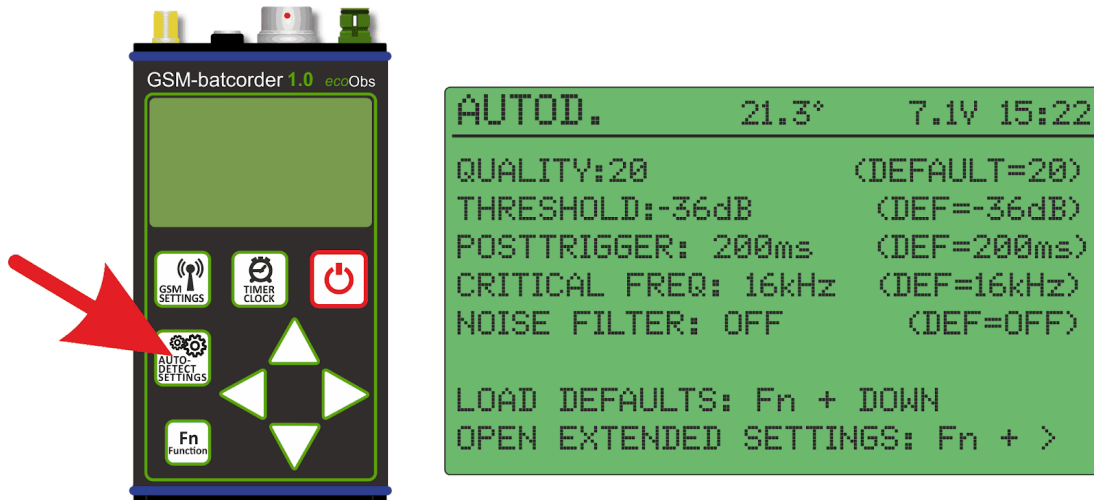 GSM-batcorder 1.0 ecoObs
GSM
SETTINGS
TIMER
CLOCK
AUTO-
DETECT
SETTINGS
Fn
Function
AUTOD. 21.3° 7.1V 15:22
QUALITY:20 (DEFAULT=20)
THRESHOLD:-36dB (DEF=-36dB)
POSTTRIGGER: 200ms (DEF=200ms)
CRITICAL FREQ: 16kHz (DEF=16kHz)
NOISE FILTER: OFF (DEF=OFF)
LOAD DEFAULTS: Fn + DOWN
OPEN EXTENDED SETTINGS: Fn + >